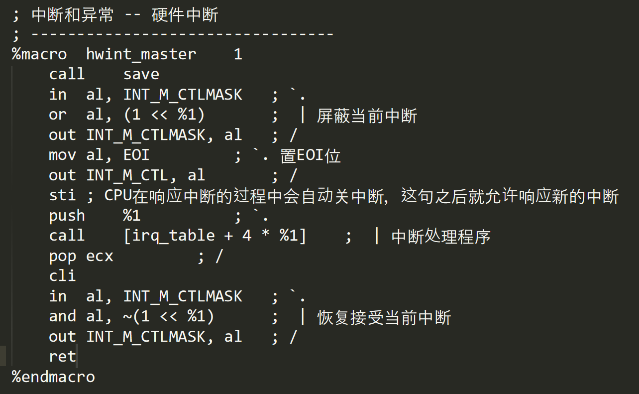 ; 中断和异常 -- 硬件中断
; ---------------------------------
%macro  hwint_master    1
    call    save
    in  al, INT_M_CTLMASK   ; `.
    or  al, (1 << %1)       ;  | 屏蔽当前中断
    out INT_M_CTLMASK, al   ; /
    mov al, EOI         ; `. 置EOI位
    out INT_M_CTL, al       ; /
    sti ; CPU在响应中断的过程中会自动关中断，这句之后就允许响应新的中断
    push    %1          ; `.
    call    [irq_table + 4 * %1]    ;  | 中断处理程序
    pop ecx         ; /
    cli
    in  al, INT_M_CTLMASK   ; `.
    and al, ~(1 << %1)      ;  | 恢复接受当前中断
    out INT_M_CTLMASK, al   ; /
    ret
%endmacro